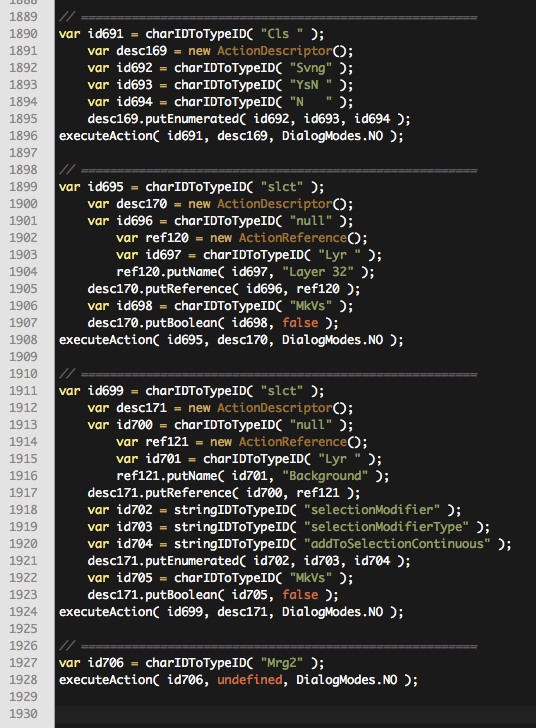 1888
1889 // =======================================================
1890 var id691 = charIDToTypeID( "Cls " );
1891     var desc169 = new ActionDescriptor();
1892     var id692 = charIDToTypeID( "Svng" );
1893     var id693 = charIDToTypeID( "YsN " );
1894     var id694 = charIDToTypeID( "N   " );
1895     desc169.putEnumerated( id692, id693, id694 );
1896 executeAction( id691, desc169, DialogModes.NO );
1897
1898 // =======================================================
1899 var id695 = charIDToTypeID( "slct" );
1900     var desc170 = new ActionDescriptor();
1901     var id696 = charIDToTypeID( "null" );
1902         var ref120 = new ActionReference();
1903         var id697 = charIDToTypeID( "Lyr " );
1904         ref120.putName( id697, "Layer 32" );
1905     desc170.putReference( id696, ref120 );
1906     var id698 = charIDToTypeID( "MkVs" );
1907     desc170.putBoolean( id698, false );
1908 executeAction( id695, desc170, DialogModes.NO );
1909
1910 // =======================================================
1911 var id699 = charIDToTypeID( "slct" );
1912     var desc171 = new ActionDescriptor();
1913     var id700 = charIDToTypeID( "null" );
1914         var ref121 = new ActionReference();
1915         var id701 = charIDToTypeID( "Lyr " );
1916         ref121.putName( id701, "Background" );
1917     desc171.putReference( id700, ref121 );
1918     var id702 = stringIDToTypeID( "selectionModifier" );
1919     var id703 = stringIDToTypeID( "selectionModifierType" );
1920     var id704 = stringIDToTypeID( "addToSelectionContinuous" );
1921     desc171.putEnumerated( id702, id703, id704 );
1922     var id705 = charIDToTypeID( "MkVs" );
1923     desc171.putBoolean( id705, false );
1924 executeAction( id699, desc171, DialogModes.NO );
1925
1926 // =======================================================
1927 var id706 = charIDToTypeID( "Mrg2" );
1928 executeAction( id706, undefined, DialogModes.NO );
1929
1930